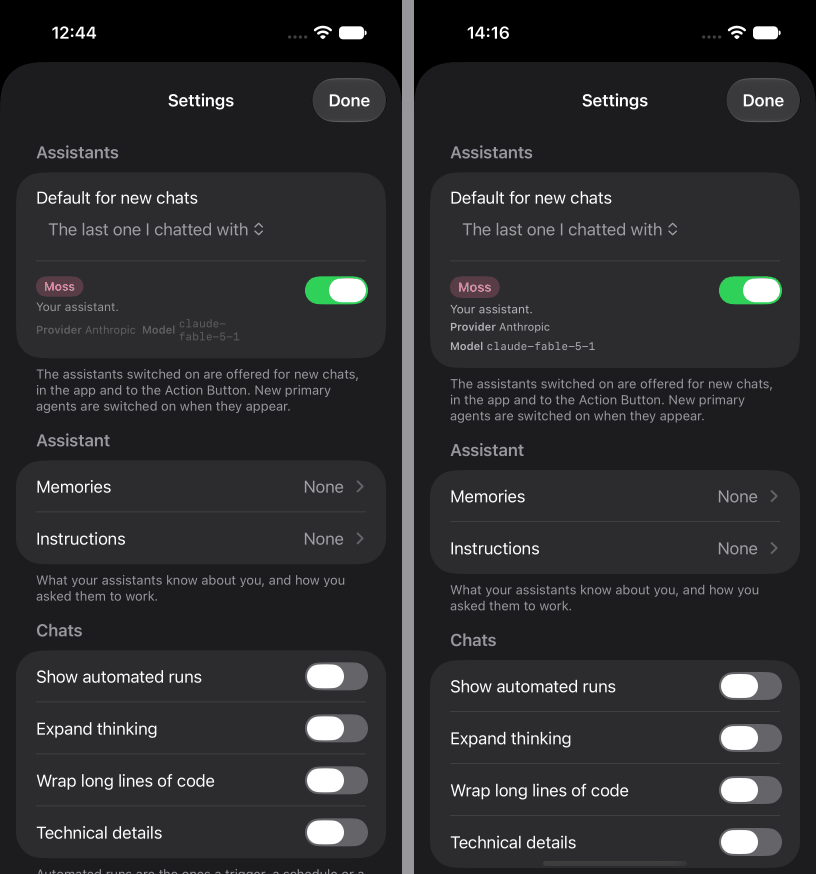 12:44
Settings
Done
Assistants
Default for new chats
The last one I chatted with
Moss
Your assistant.
Provider Anthropic Model claude-
fable-5-1
The assistants switched on are offered for new chats,
in the app and to the Action Button. New primary
agents are switched on when they appear.
Assistant
Memories None
Instructions None
What your assistants know about you, and how you
asked them to work.
Chats
Show automated runs
Expand thinking
Wrap long lines of code
Technical details
Automated runs are the ones a trigger, a schedule or a
14:16
Settings
Done
Assistants
Default for new chats
The last one I chatted with
Moss
Your assistant.
Provider Anthropic
Model claude-fable-5-1
The assistants switched on are offered for new chats,
in the app and to the Action Button. New primary
agents are switched on when they appear.
Assistant
Memories None
Instructions None
What your assistants know about you, and how you
asked them to work.
Chats
Show automated runs
Expand thinking
Wrap long lines of code
Technical details